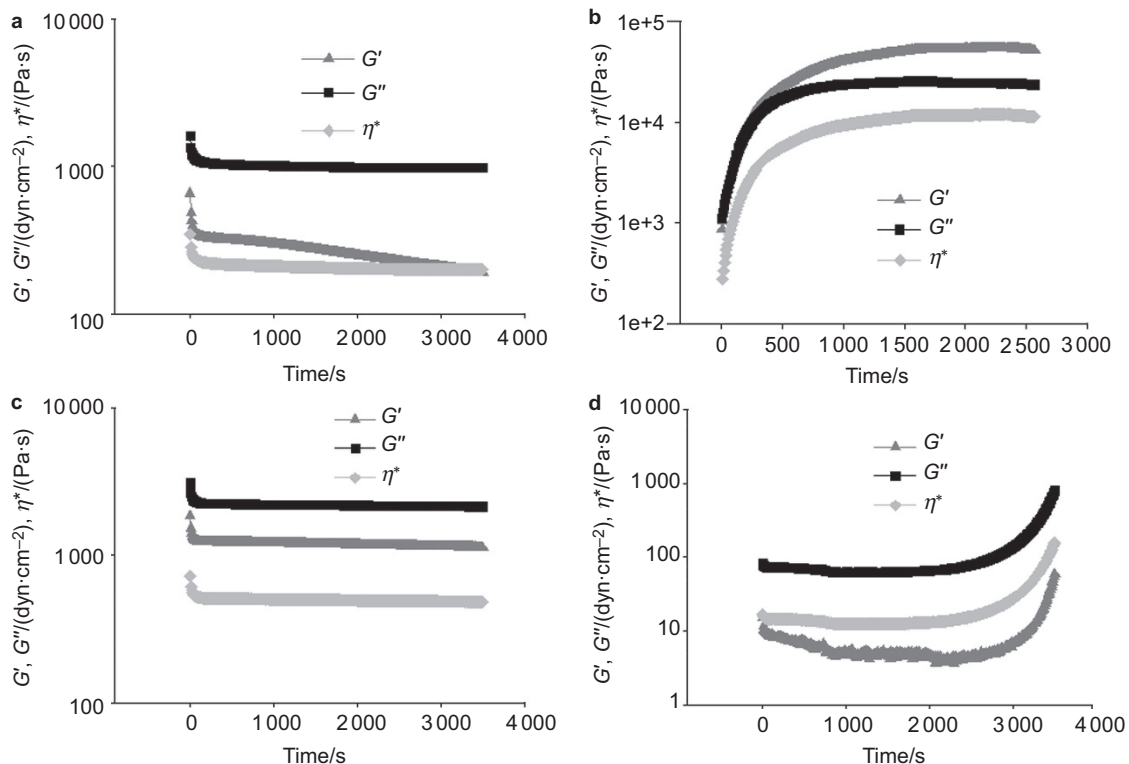 a
10 000
1 000
100
G′, G″/(dyn·cm−2), η*/(Pa·s)
G′
G″
η*
0
1 000
2 000
3 000
4 000
Time/s
b
1e+5
1e+4
1e+3
1e+2
G′, G″/(dyn·cm−2), η*/(Pa·s)
G′
G″
η*
0
500
1 000
1 500
2 000
2 500
3 000
Time/s
c
10 000
1 000
100
G′, G″/(dyn·cm−2), η*/(Pa·s)
G′
G″
η*
0
1 000
2 000
3 000
4 000
Time/s
d
10 000
1 000
100
10
1
G′, G″/(dyn·cm−2), η*/(Pa·s)
G′
G″
η*
0
1 000
2 000
3 000
4 000
Time/s